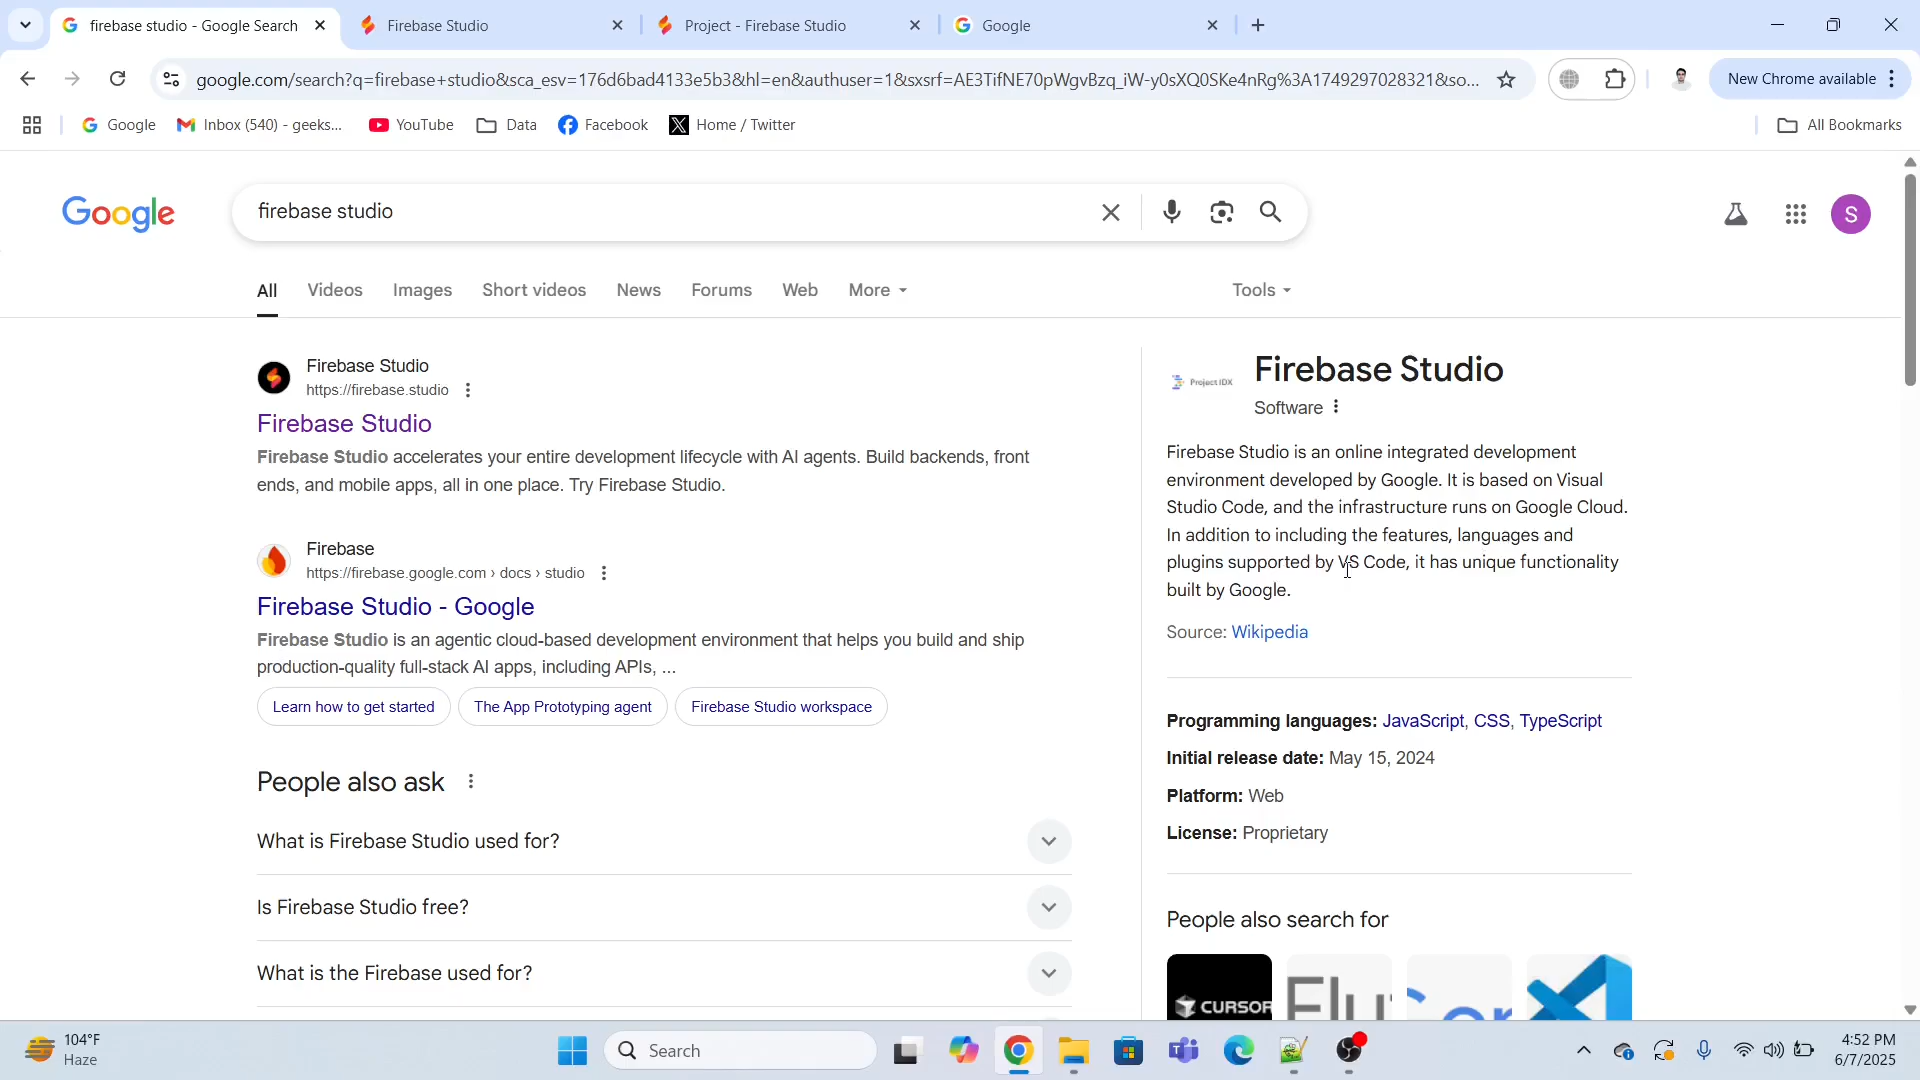 firebase studio - Google Search
Firebase Studio
Project - Firebase Studio
Google
google.com/search?q=firebase+studio&sca_esv=176d6bad4133e5b3&hl=en&authuser=1&sxsrf=AE3TifNE70pWgvBzq_iW-y0sXQ0SKe4nRg%3A1749297028321&so...
New Chrome available
Google
Inbox (540) - geeks...
YouTube
Data
Facebook
Home / Twitter
All Bookmarks
Google
firebase studio
S
All
Videos
Images
Short videos
News
Forums
Web
More
Tools
Firebase Studio
https://firebase.studio
Firebase Studio
Firebase Studio accelerates your entire development lifecycle with AI agents. Build backends, front
ends, and mobile apps, all in one place. Try Firebase Studio.
Firebase
https://firebase.google.com › docs › studio
Firebase Studio - Google
Firebase Studio is an agentic cloud-based development environment that helps you build and ship
production-quality full-stack AI apps, including APIs, ...
Learn how to get started
The App Prototyping agent
Firebase Studio workspace
People also ask
What is Firebase Studio used for?
Is Firebase Studio free?
What is the Firebase used for?
Project IDX
Firebase Studio
Software
Firebase Studio is an online integrated development
environment developed by Google. It is based on Visual
Studio Code, and the infrastructure runs on Google Cloud.
In addition to including the features, languages and
plugins supported by VS Code, it has unique functionality
built by Google.
Source: Wikipedia
Programming languages: JavaScript, CSS, TypeScript
Initial release date: May 15, 2024
Platform: Web
License: Proprietary
People also search for
CURSOR
104°F
Haze
Search
4:52 PM
6/7/2025